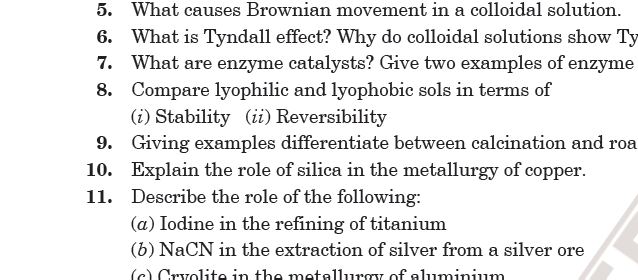 5. What causes Brownian movement in a colloidal solution.
6. What is Tyndall effect? Why do colloidal solutions show Ty
7. What are enzyme catalysts? Give two examples of enzyme
8. Compare lyophilic and lyophobic sols in terms of
(i) Stability (ii) Reversibility
9. Giving examples differentiate between calcination and roa
10. Explain the role of silica in the metallurgy of copper.
11. Describe the role of the following:
(a) Iodine in the refining of titanium
(b) NaCN in the extraction of silver from a silver ore
(c) Cryolite in the metallurgy of aluminium